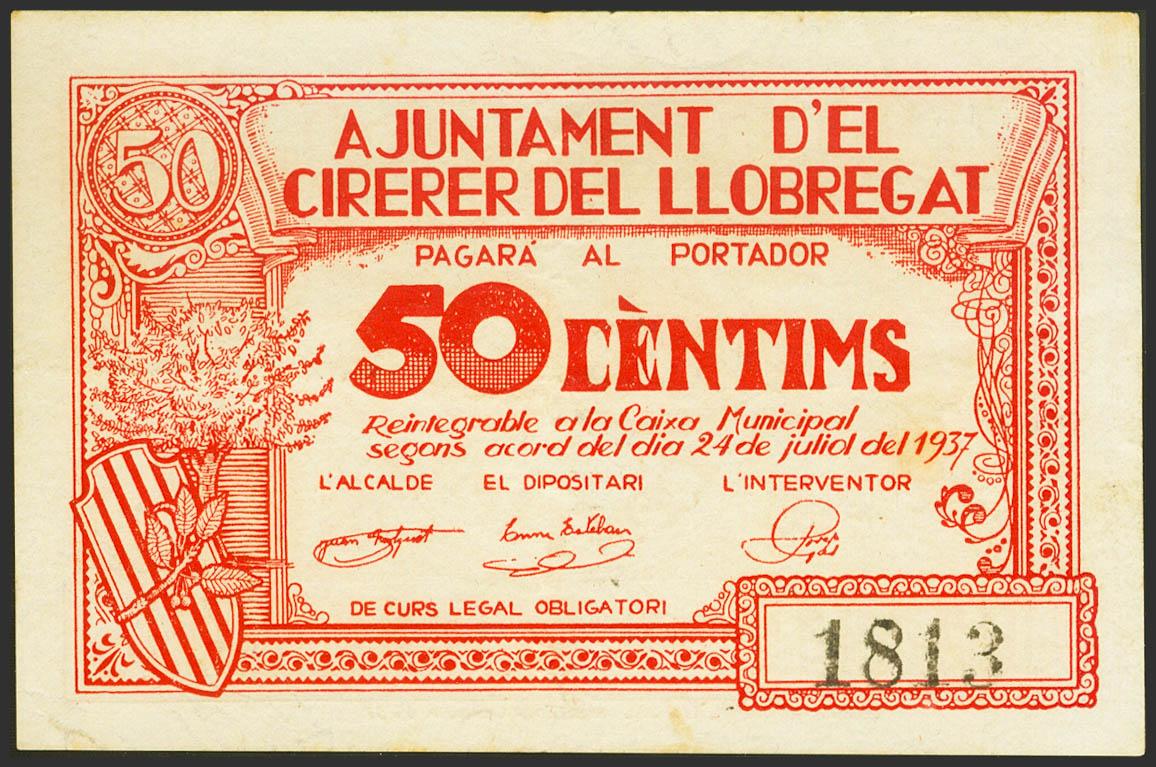 50
AJUNTAMENT D'EL
CIRERER DEL LLOBREGAT
PAGARÁ AL PORTADOR
50 CÈNTIMS
Reintegrable a la Caixa Municipal
segons acord del dia 24 de juliol del 1937
L'ALCALDE EL DIPOSITARI L'INTERVENTOR
Esteban
DE CURS LEGAL OBLIGATORI
1813